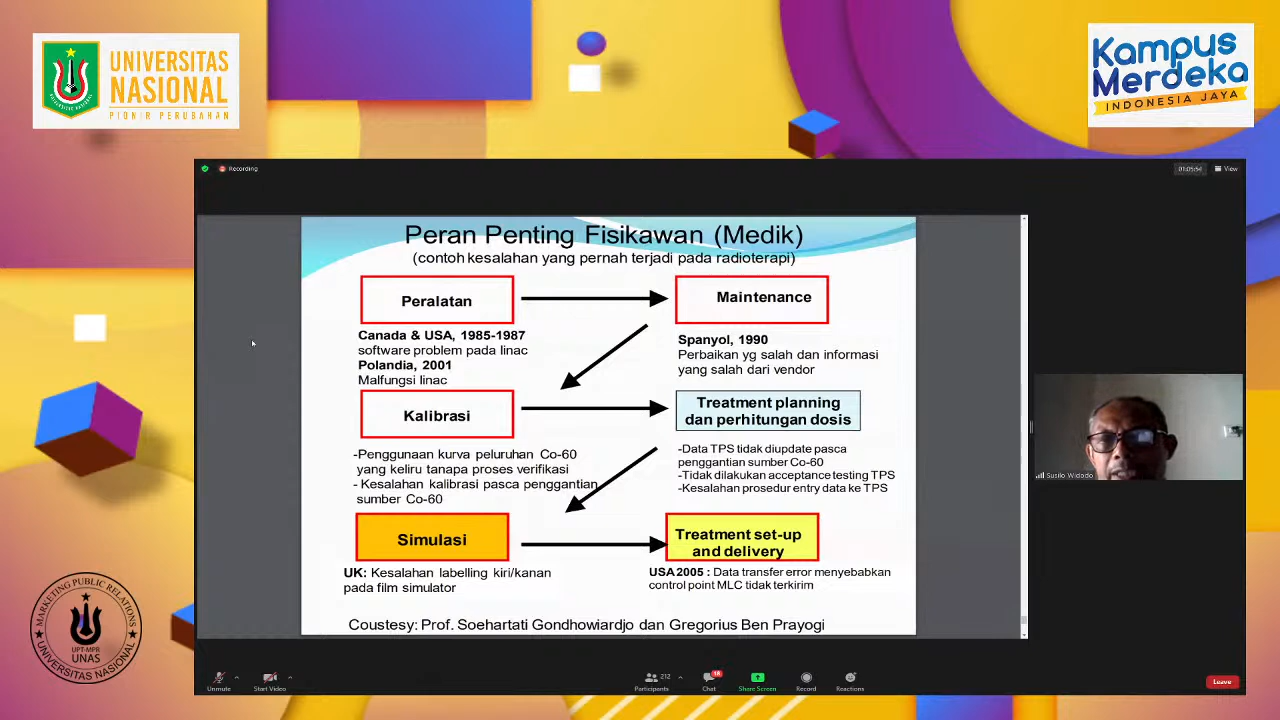 UNIVERSITAS
NASIONAL
PIONIR PERUBAHAN
Kampus
Merdeka
INDONESIA JAYA
Recording
01:05:54
View
Peran Penting Fisikawan (Medik)
(contoh kesalahan yang pernah terjadi pada radioterapi)
Peralatan
Maintenance
Canada & USA, 1985-1987
software problem pada linac
Polandia, 2001
Malfungsi linac
Spanyol, 1990
Perbaikan yg salah dan informasi
yang salah dari vendor
Kalibrasi
Treatment planning
dan perhitungan dosis
-Penggunaan kurva peluruhan Co-60
yang keliru tanapa proses verifikasi
- Kesalahan kalibrasi pasca penggantian
sumber Co-60
-Data TPS tidak diupdate pasca
penggantian sumber Co-60
-Tidak dilakukan acceptance testing TPS
-Kesalahan prosedur entry data ke TPS
Simulasi
Treatment set-up
and delivery
UK: Kesalahan labelling kiri/kanan
pada film simulator
USA 2005 : Data transfer error menyebabkan
control point MLC tidak terkirim
Coustesy: Prof. Soehartati Gondhowiardjo dan Gregorius Ben Prayogi
Susilo Widodo
MARKETING PUBLIC RELATIONS
UPT-MPR
UNAS
UNIVERSITAS NASIONAL
Unmute
Start Video
212
Participants
18
Chat
Share Screen
Record
Reactions
Leave